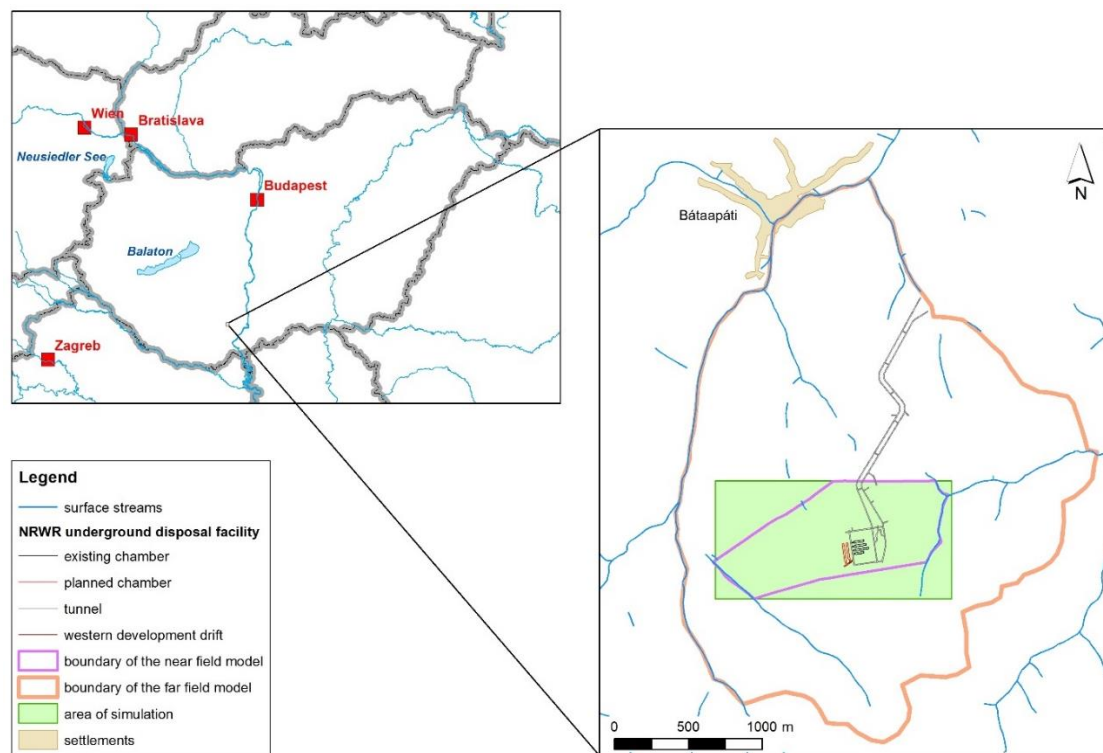 Wien
Bratislava
Neusiedler See
Budapest
Balaton
Zagreb
Bátaapáti
N
Legend
surface streams
NRWR underground disposal facility
existing chamber
planned chamber
tunnel
western development drift
boundary of the near field model
boundary of the far field model
area of simulation
settlements
0 500 1000 m